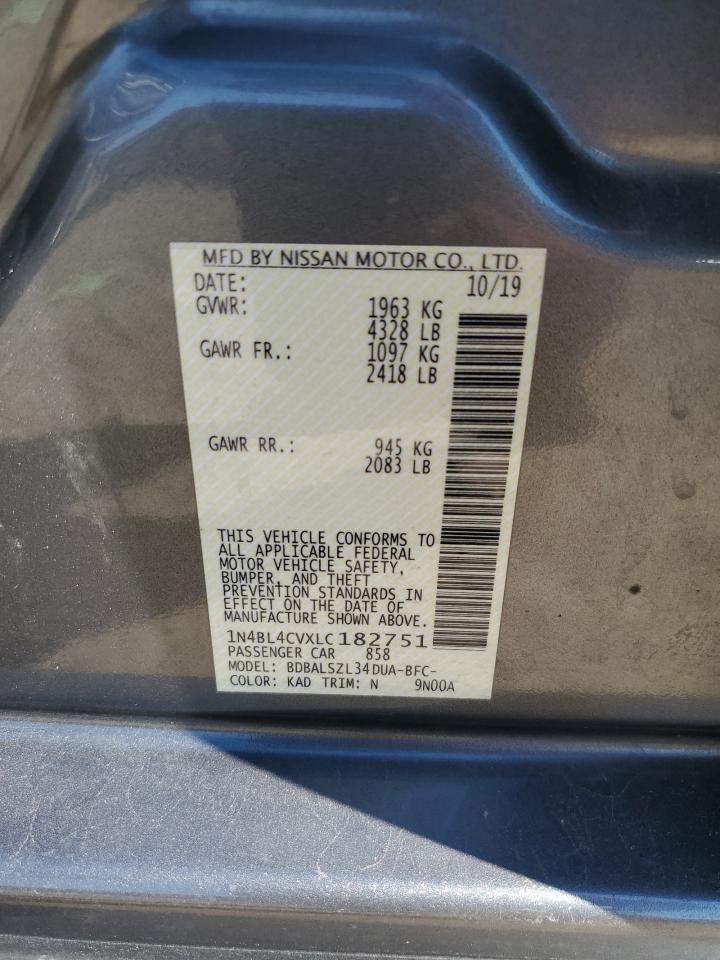 MFD BY NISSAN MOTOR CO., LTD.
DATE: 10/19
GVWR: 1963 KG
4328 LB
GAWR FR.: 1097 KG
2418 LB
GAWR RR.: 945 KG
2083 LB
THIS VEHICLE CONFORMS TO
ALL APPLICABLE FEDERAL
MOTOR VEHICLE SAFETY,
BUMPER, AND THEFT
PREVENTION STANDARDS IN
EFFECT ON THE DATE OF
MANUFACTURE SHOWN ABOVE.
1N4BL4CVXLC182751
PASSENGER CAR 858
MODEL: BDBALSZL34DUA-BFC-
COLOR: KAD TRIM: N 9N00A